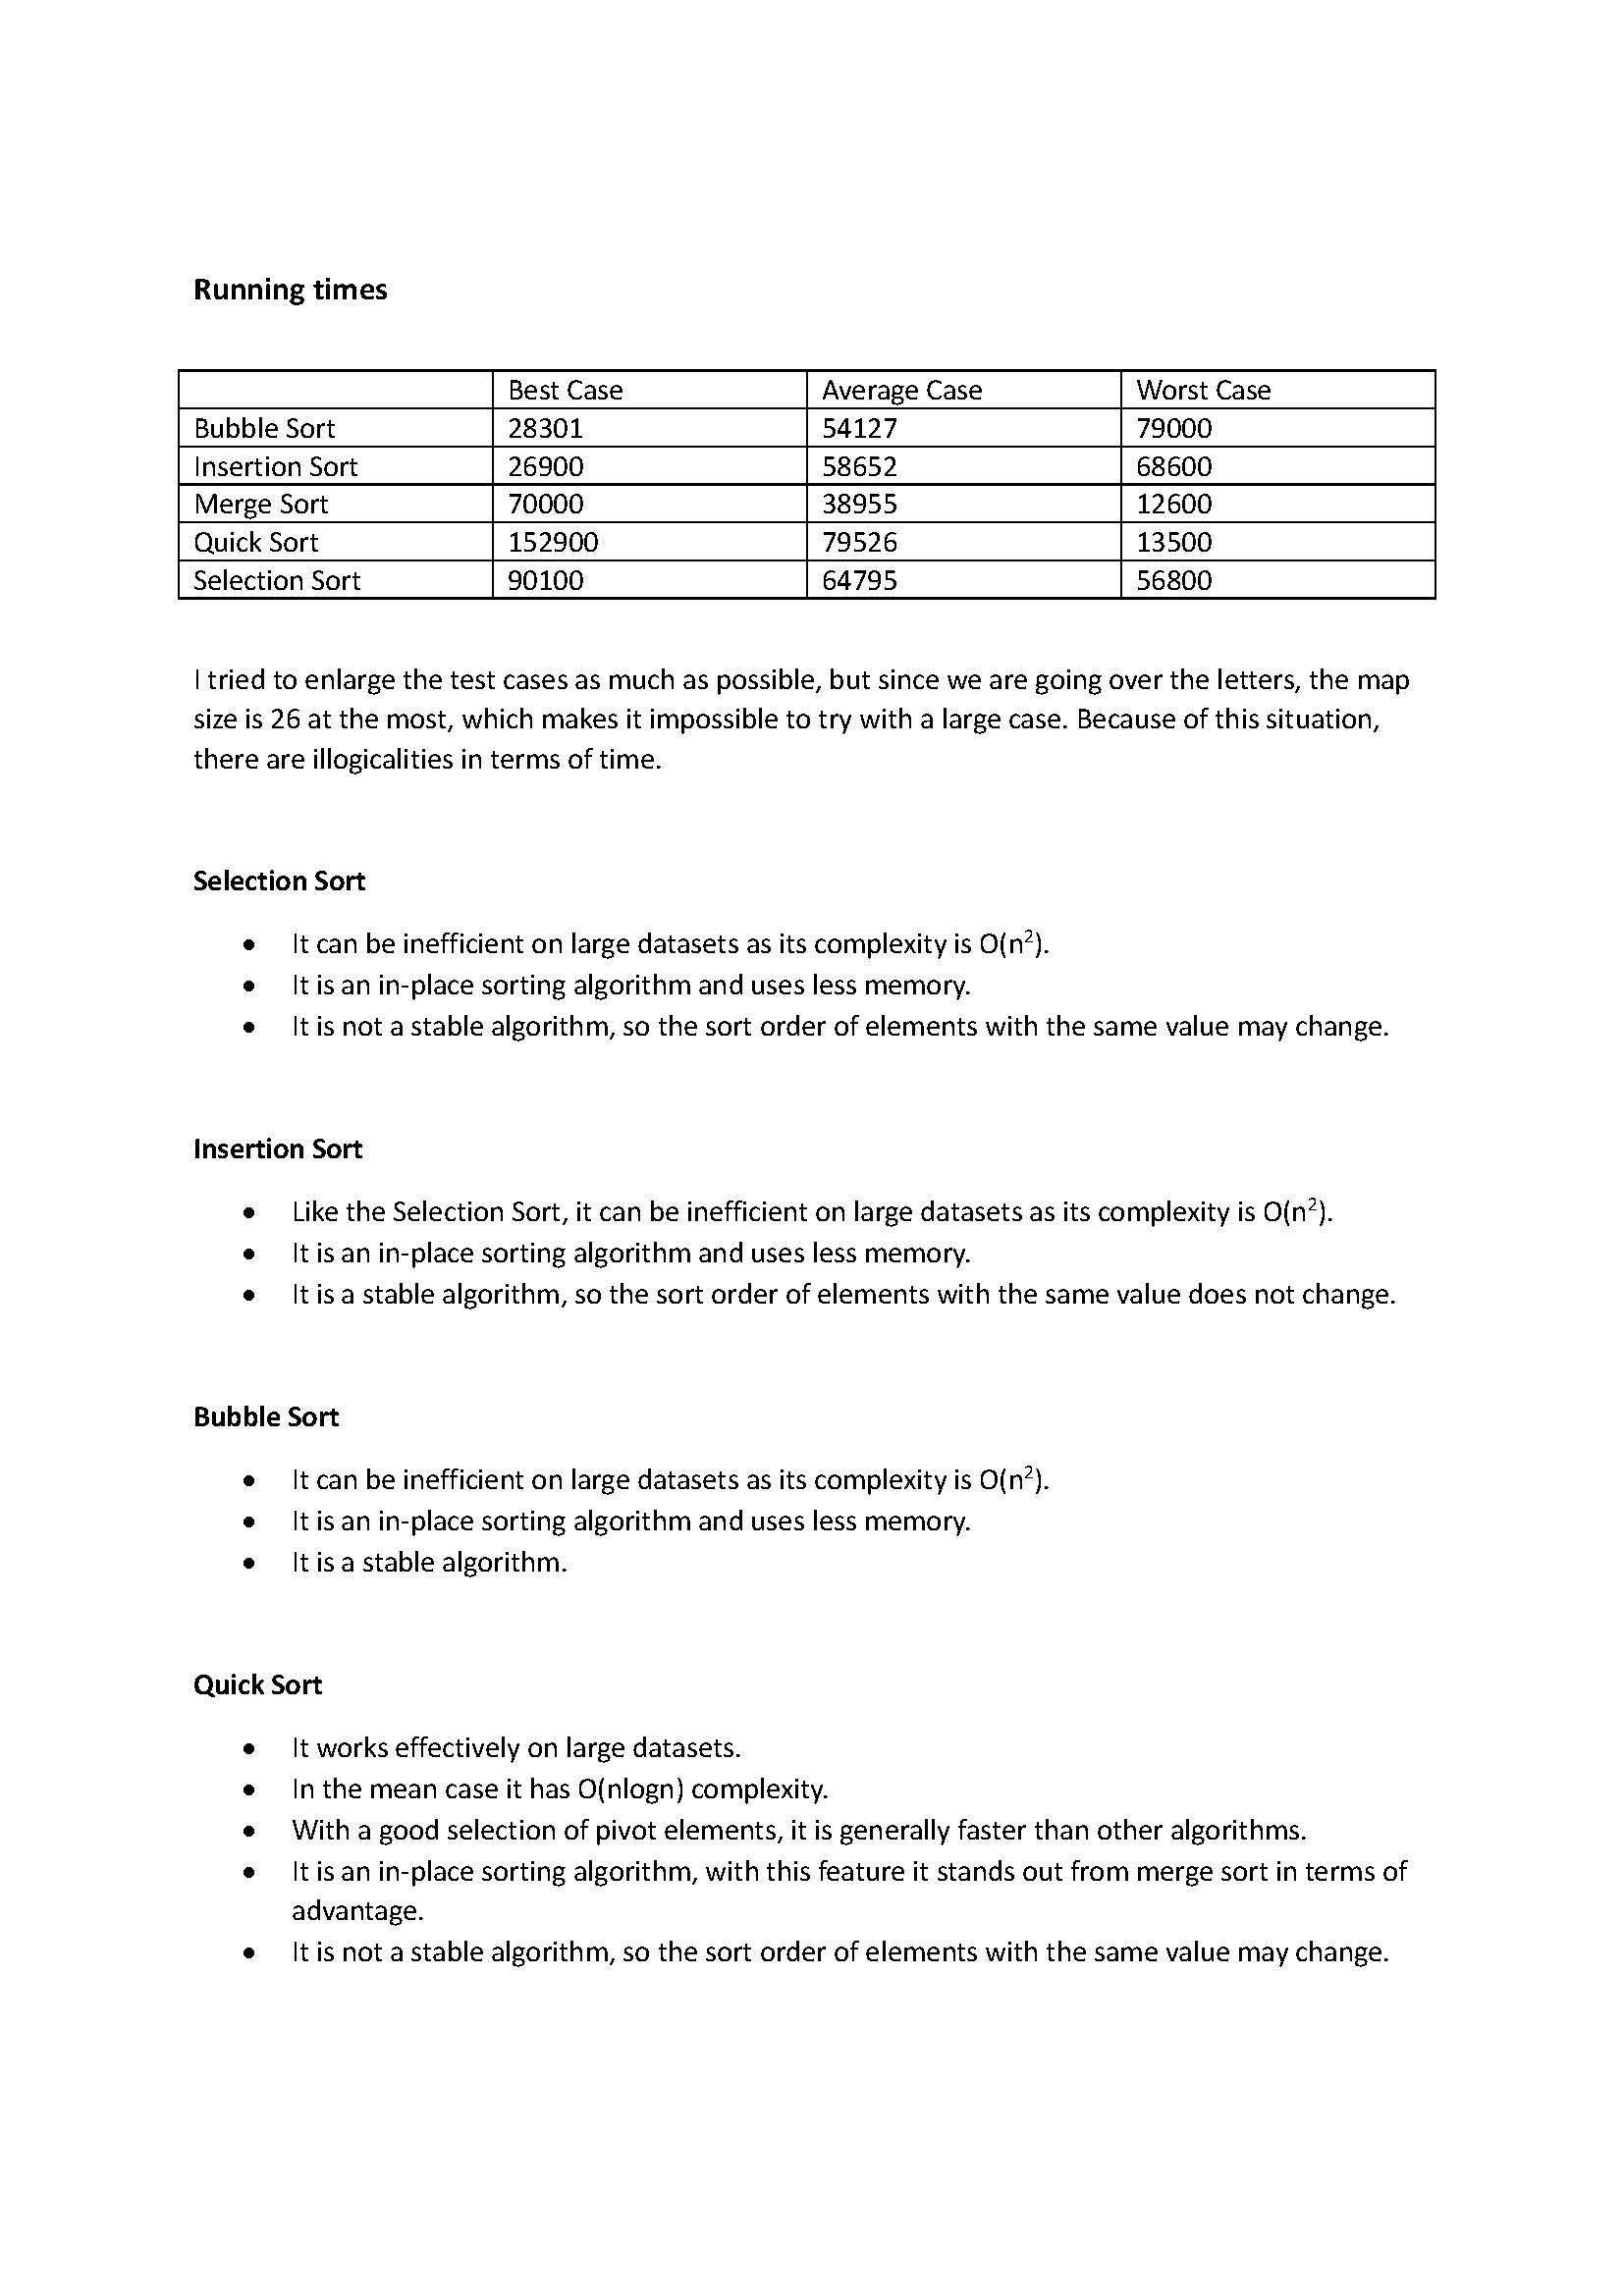 Running times
Best Case Average Case Worst Case
Bubble Sort 28301 54127 79000
Insertion Sort 26900 58652 68600
Merge Sort 70000 38955 12600
Quick Sort 152900 79526 13500
Selection Sort 90100 64795 56800
I tried to enlarge the test cases as much as possible, but since we are going over the letters, the map
size is 26 at the most, which makes it impossible to try with a large case. Because of this situation,
there are illogicalities in terms of time.
Selection Sort
• It can be inefficient on large datasets as its complexity is O(n²).
• It is an in-place sorting algorithm and uses less memory.
• It is not a stable algorithm, so the sort order of elements with the same value may change.
Insertion Sort
• Like the Selection Sort, it can be inefficient on large datasets as its complexity is O(n²).
• It is an in-place sorting algorithm and uses less memory.
• It is a stable algorithm, so the sort order of elements with the same value does not change.
Bubble Sort
• It can be inefficient on large datasets as its complexity is O(n²).
• It is an in-place sorting algorithm and uses less memory.
• It is a stable algorithm.
Quick Sort
• It works effectively on large datasets.
• In the mean case it has O(nlogn) complexity.
• With a good selection of pivot elements, it is generally faster than other algorithms.
• It is an in-place sorting algorithm, with this feature it stands out from merge sort in terms of
advantage.
• It is not a stable algorithm, so the sort order of elements with the same value may change.